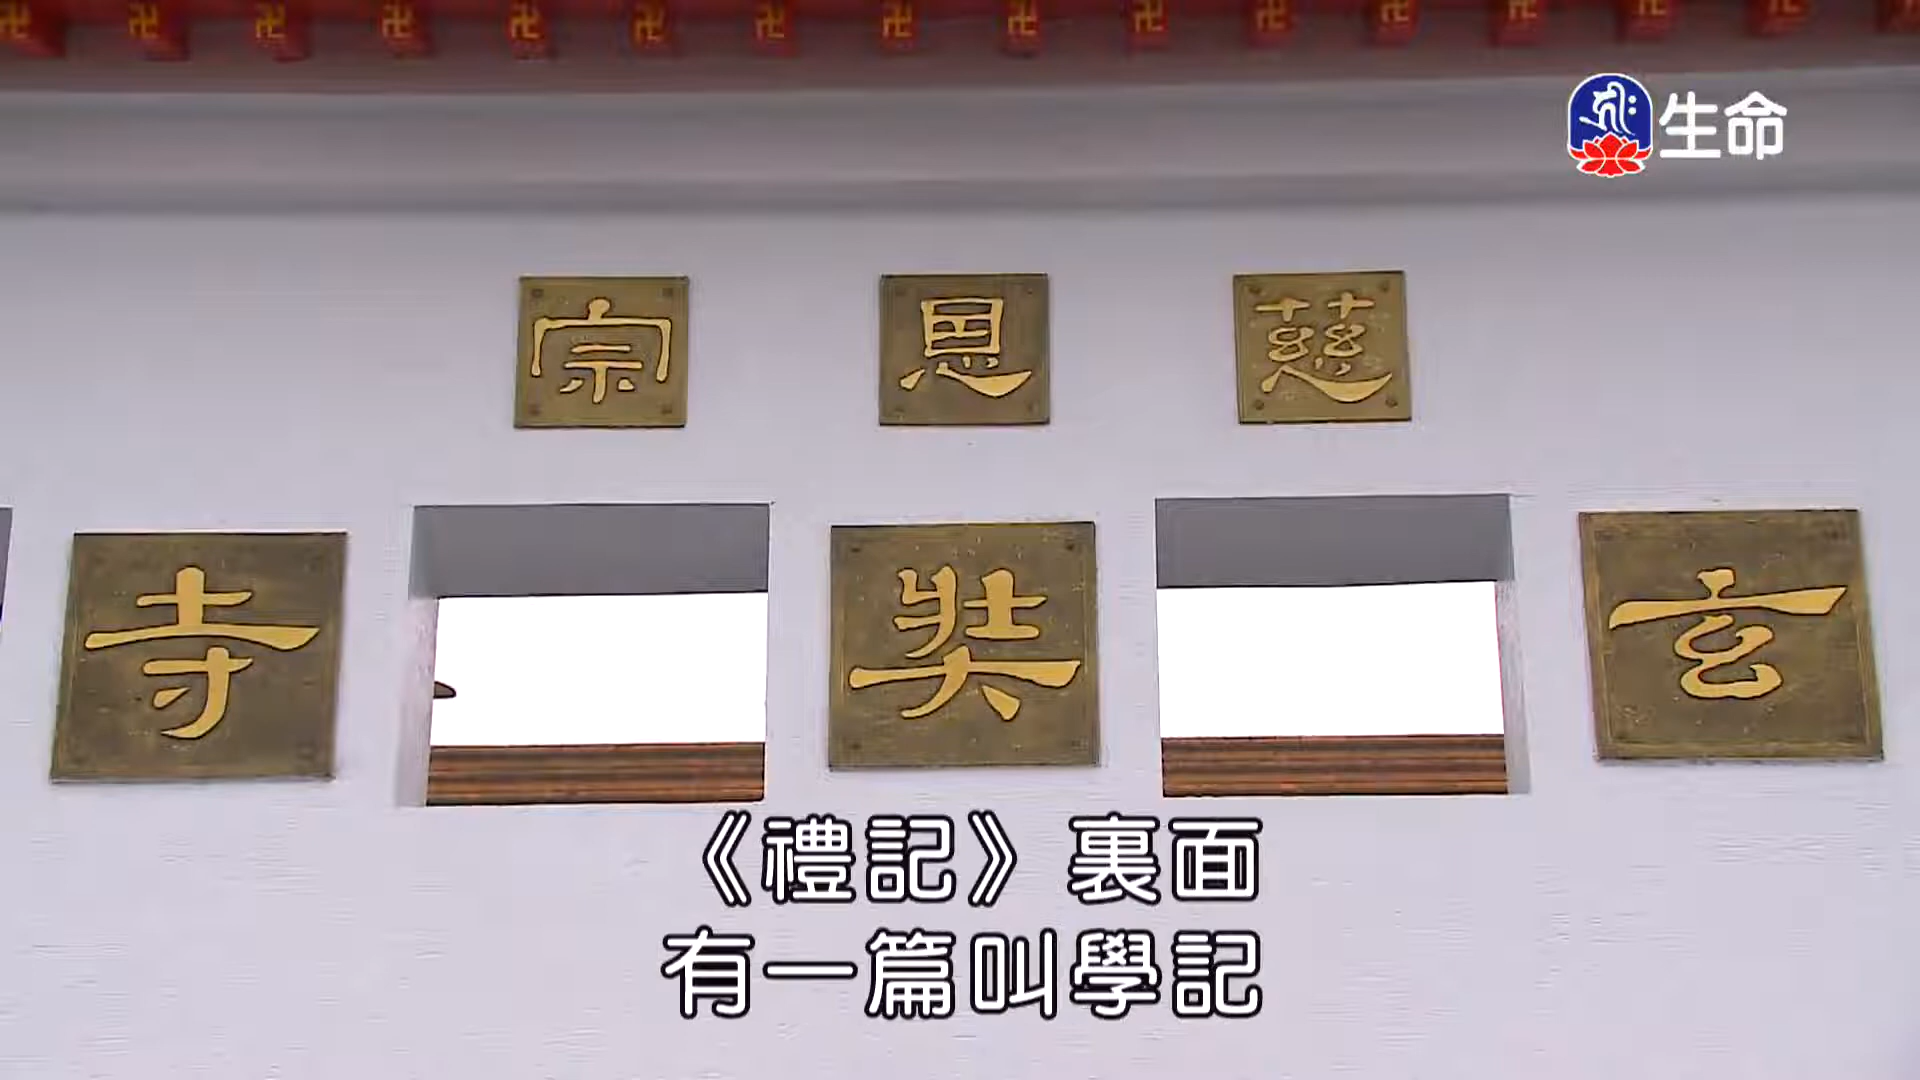 生命
慈恩宗
玄奘寺
《禮記》裏面
有一篇叫學記